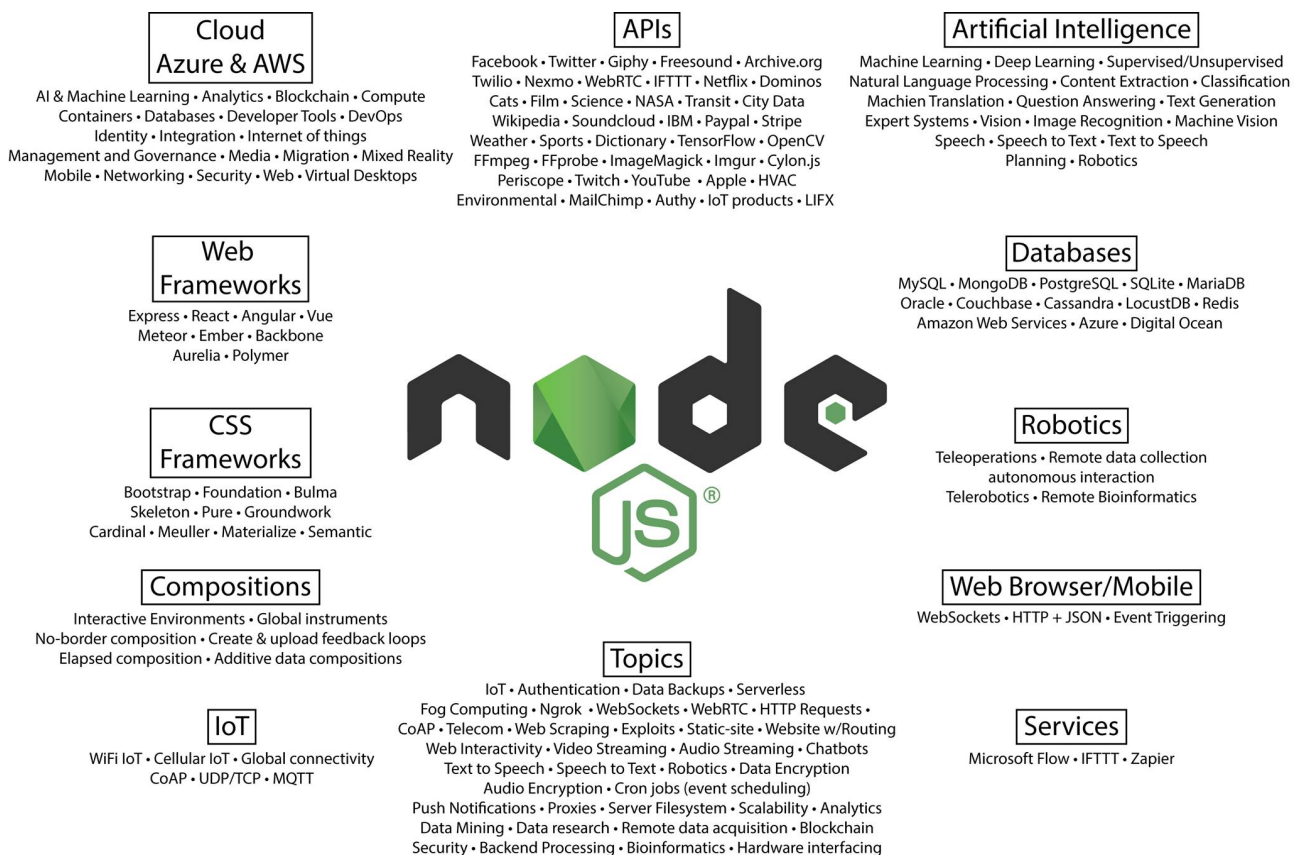 Cloud
Azure & AWS
AI & Machine Learning • Analytics • Blockchain • Compute
Containers • Databases • Developer Tools • DevOps
Identity • Integration • Internet of things
Management and Governance • Media • Migration • Mixed Reality
Mobile • Networking • Security • Web • Virtual Desktops
APIs
Facebook • Twitter • Giphy • Freesound • Archive.org
Twilio • Nexmo • WebRTC • IFTTT • Netflix • Dominos
Cats • Film • Science • NASA • Transit • City Data
Wikipedia • Soundcloud • IBM • Paypal • Stripe
Weather • Sports • Dictionary • TensorFlow • OpenCV
FFmpeg • FFprobe • ImageMagick • Imgur • Cylon.js
Periscope • Twitch • YouTube • Apple • HVAC
Environmental • MailChimp • Authy • IoT products • LIFX
Artificial Intelligence
Machine Learning • Deep Learning • Supervised/Unsupervised
Natural Language Processing • Content Extraction • Classification
Machien Translation • Question Answering • Text Generation
Expert Systems • Vision • Image Recognition • Machine Vision
Speech • Speech to Text • Text to Speech
Planning • Robotics
Web
Frameworks
Express • React • Angular • Vue
Meteor • Ember • Backbone
Aurelia • Polymer
Databases
MySQL • MongoDB • PostgreSQL • SQLite • MariaDB
Oracle • Couchbase • Cassandra • LocustDB • Redis
Amazon Web Services • Azure • Digital Ocean
node
JS®
CSS
Frameworks
Bootstrap • Foundation • Bulma
Skeleton • Pure • Groundwork
Cardinal • Meuller • Materialize • Semantic
Robotics
Teleoperations • Remote data collection
autonomous interaction
Telerobotics • Remote Bioinformatics
Compositions
Interactive Environments • Global instruments
No-border composition • Create & upload feedback loops
Elapsed composition • Additive data compositions
Web Browser/Mobile
WebSockets • HTTP + JSON • Event Triggering
IoT
WiFi IoT • Cellular IoT • Global connectivity
CoAP • UDP/TCP • MQTT
Topics
IoT • Authentication • Data Backups • Serverless
Fog Computing • Ngrok • WebSockets • WebRTC • HTTP Requests •
CoAP • Telecom • Web Scraping • Exploits • Static-site • Website w/Routing
Web Interactivity • Video Streaming • Audio Streaming • Chatbots
Text to Speech • Speech to Text • Robotics • Data Encryption
Audio Encryption • Cron jobs (event scheduling)
Push Notifications • Proxies • Server Filesystem • Scalability • Analytics
Data Mining • Data research • Remote data acquisition • Blockchain
Security • Backend Processing • Bioinformatics • Hardware interfacing
Services
Microsoft Flow • IFTTT • Zapier